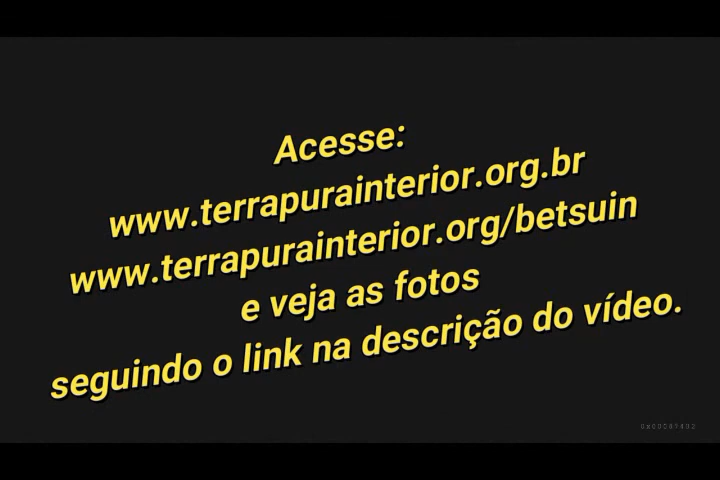 Acesse:
www.terrapurainterior.org.br
www.terrapurainterior.org/betsuin
e veja as fotos
seguindo o link na descrição do vídeo.